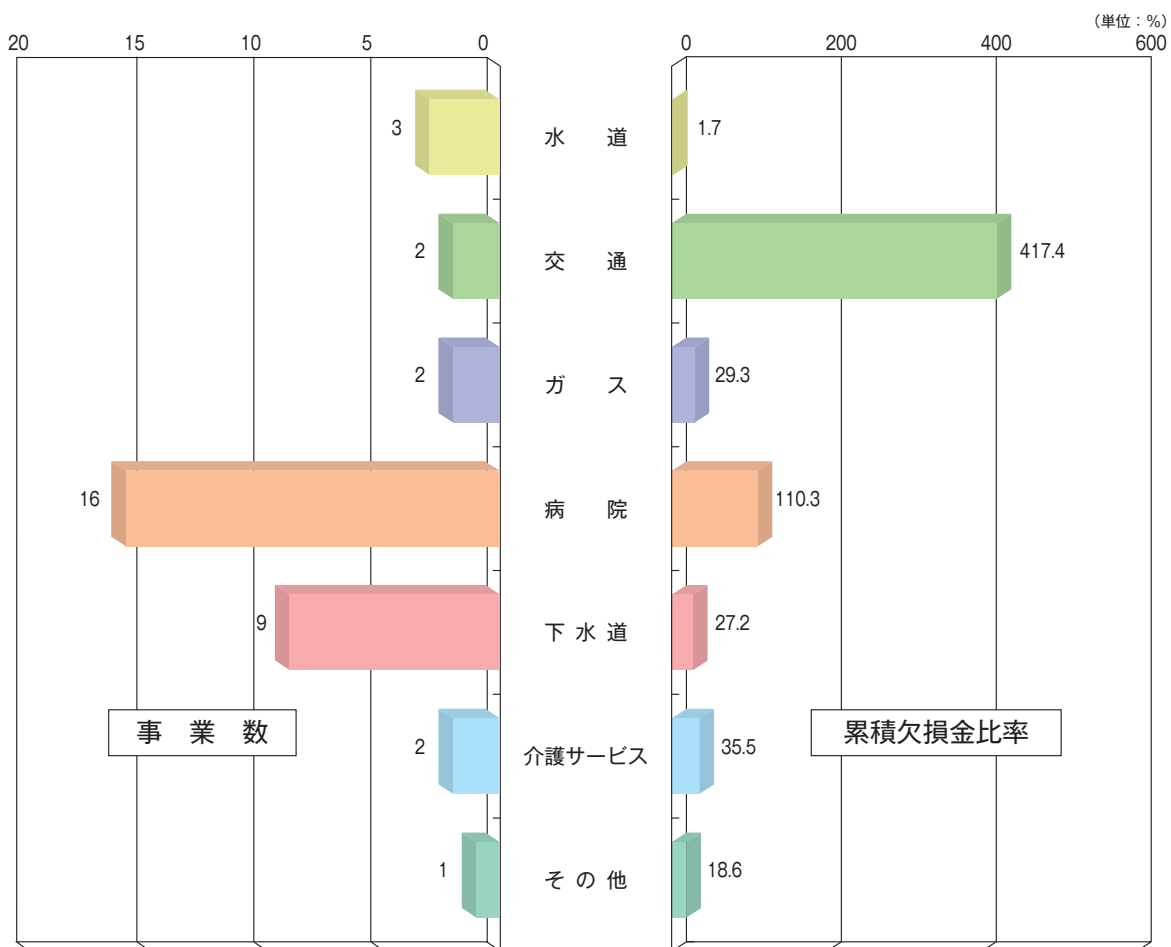 (単位：%)
20 15 10 5 0 0 200 400 600
3 水道 1.7
2 交通 417.4
2 ガス 29.3
16 病院 110.3
9 下水道 27.2
事業数 累積欠損金比率
2 介護サービス 35.5
1 その他 18.6